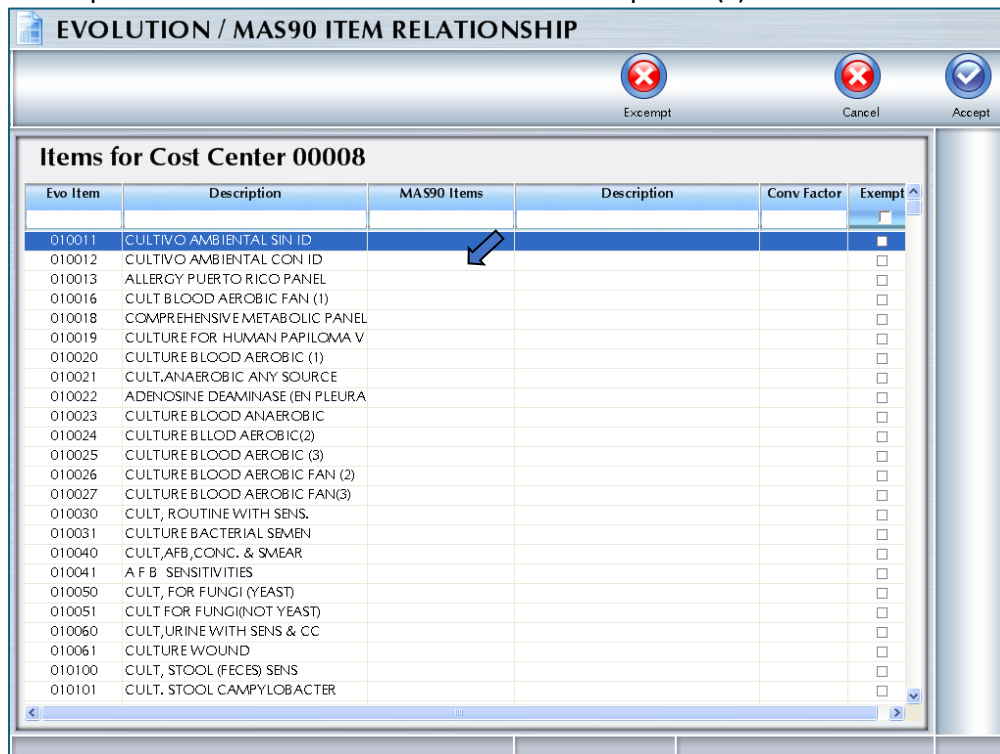 EVOLUTION / MAS90 ITEM RELATIONSHIP
Excempt Cancel Accept
Items for Cost Center 00008
Evo Item Description MAS90 Items Description Conv Factor Exempt
010011 CULTIVO AMBIENTAL SIN ID
010012 CULTIVO AMBIENTAL CON ID
010013 ALLERGY PUERTO RICO PANEL
010016 CULT BLOOD AEROBIC FAN (1)
010018 COMPREHENSIVE METABOLIC PANEL
010019 CULTURE FOR HUMAN PAPILOMA V
010020 CULTURE BLOOD AEROBIC (1)
010021 CULT.ANAEROBIC ANY SOURCE
010022 ADENOSINE DEAMINASE (EN PLEURA
010023 CULTURE BLOOD ANAEROBIC
010024 CULTURE BLLOD AEROBIC(2)
010025 CULTURE BLOOD AEROBIC (3)
010026 CULTURE BLOOD AEROBIC FAN (2)
010027 CULTURE BLOOD AEROBIC FAN(3)
010030 CULT, ROUTINE WITH SENS.
010031 CULTURE BACTERIAL SEMEN
010040 CULT,AFB,CONC. & SMEAR
010041 A F B SENSITIVITIES
010050 CULT, FOR FUNGI (YEAST)
010051 CULT FOR FUNGI(NOT YEAST)
010060 CULT,URINE WITH SENS & CC
010061 CULTURE WOUND
010100 CULT, STOOL (FECES) SENS
010101 CULT. STOOL CAMPYLOBACTER